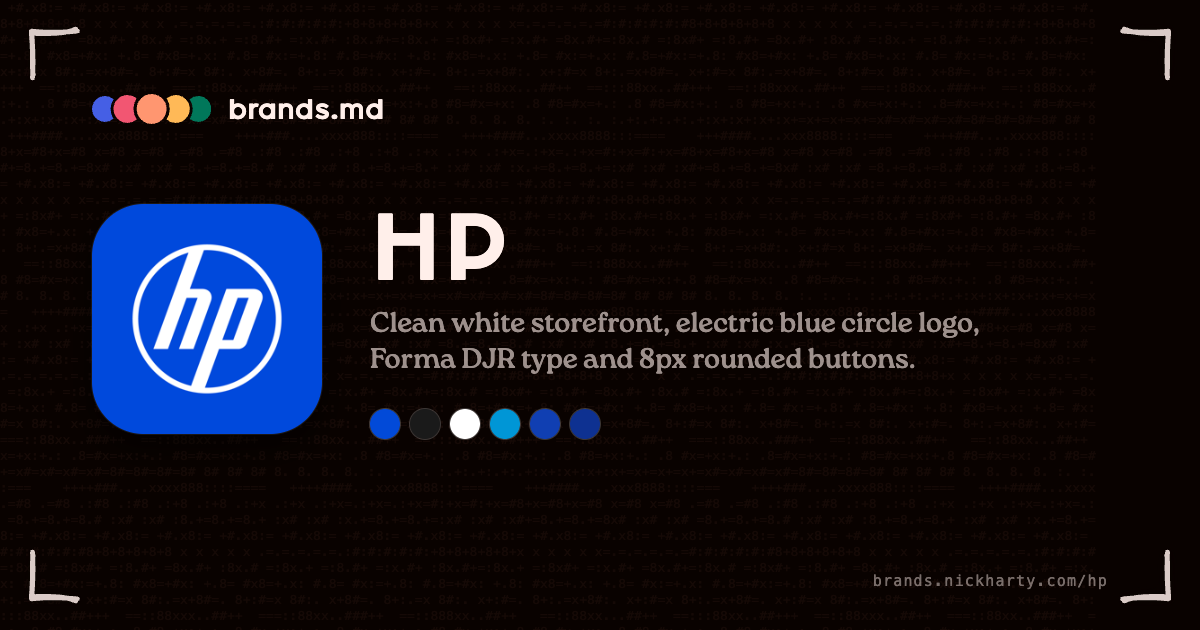 brands.md
hp
HP
Clean white storefront, electric blue circle logo,
Forma DJR type and 8px rounded buttons.
brands.nickharty.com/hp